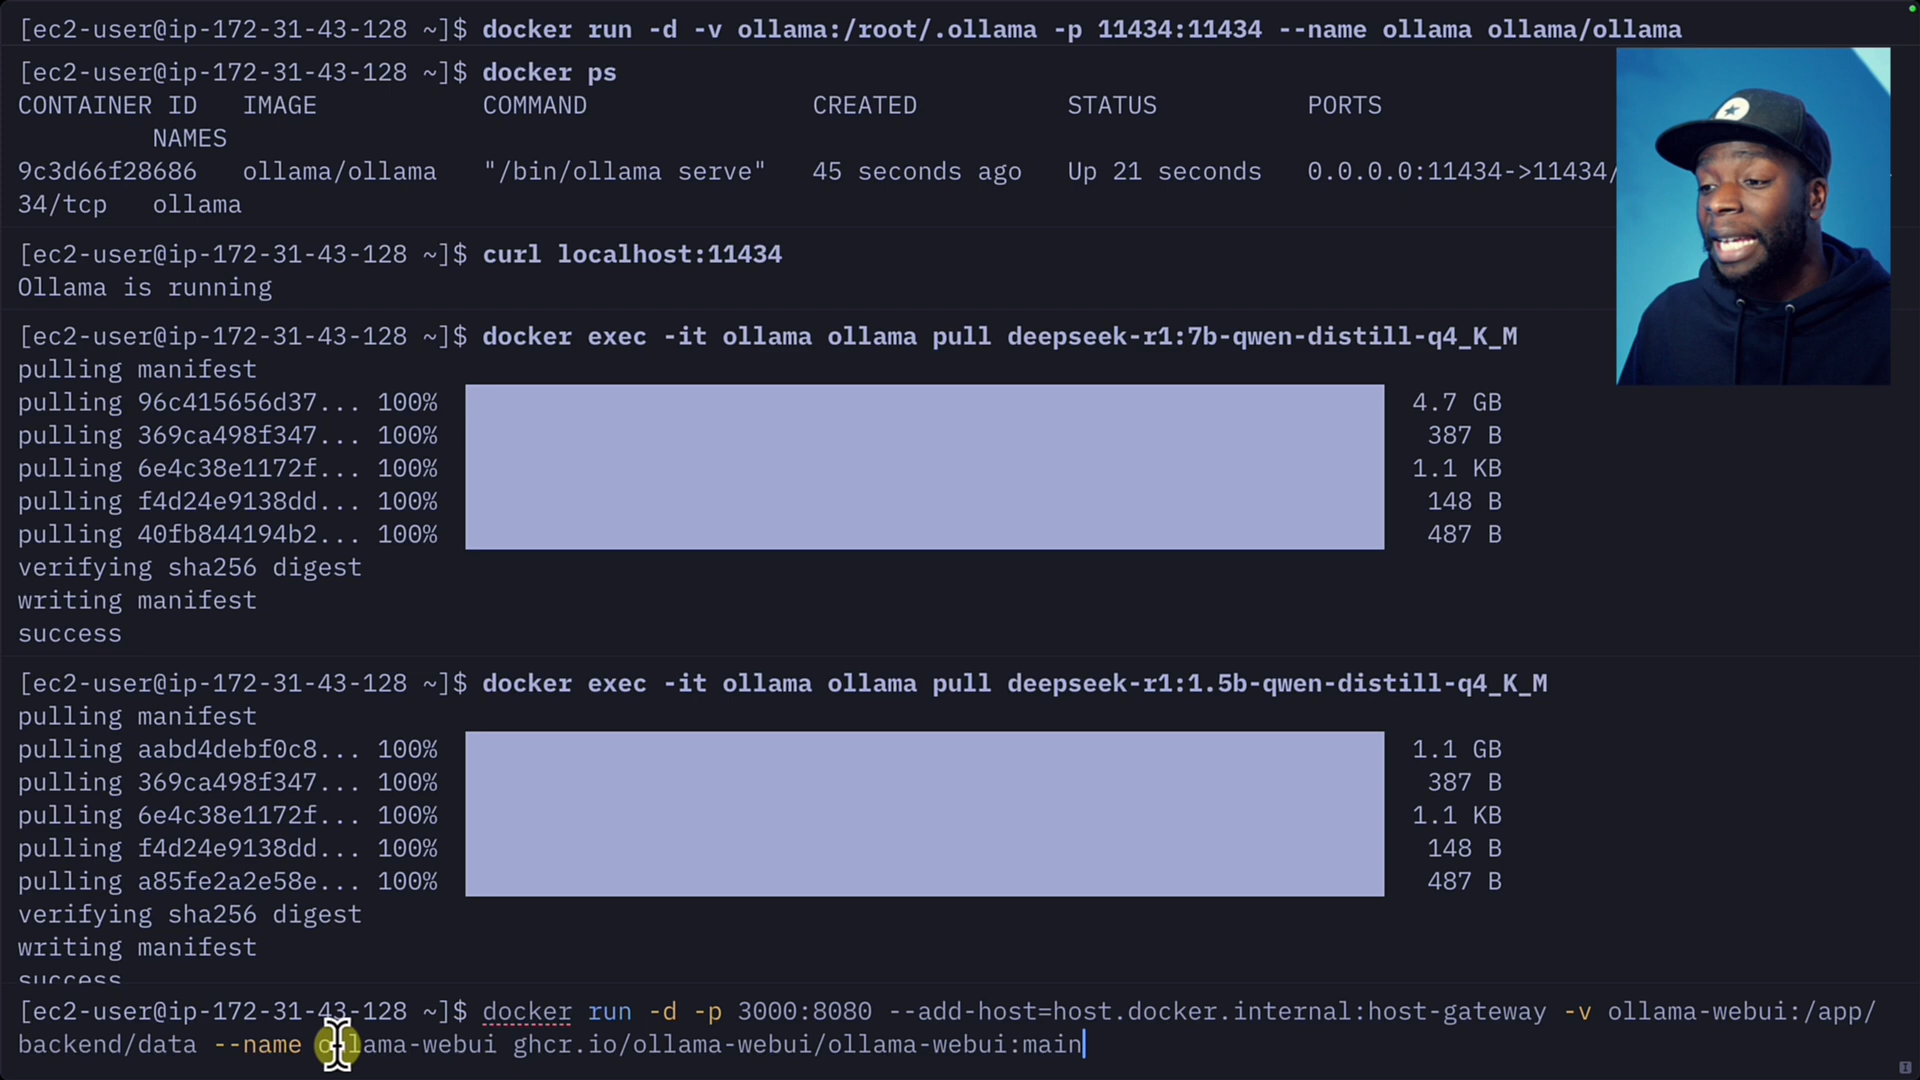 [ec2-user@ip-172-31-43-128 ~]$ docker run -d -v ollama:/root/.ollama -p 11434:11434 --name ollama ollama/ollama
[ec2-user@ip-172-31-43-128 ~]$ docker ps
CONTAINER ID   IMAGE           COMMAND               CREATED          STATUS          PORTS
         NAMES
9c3d66f28686   ollama/ollama   "/bin/ollama serve"   45 seconds ago   Up 21 seconds   0.0.0.0:11434->11434/
34/tcp   ollama
[ec2-user@ip-172-31-43-128 ~]$ curl localhost:11434
Ollama is running
[ec2-user@ip-172-31-43-128 ~]$ docker exec -it ollama ollama pull deepseek-r1:7b-qwen-distill-q4_K_M
pulling manifest
pulling 96c415656d37... 100% 4.7 GB
pulling 369ca498f347... 100% 387 B
pulling 6e4c38e1172f... 100% 1.1 KB
pulling f4d24e9138dd... 100% 148 B
pulling 40fb844194b2... 100% 487 B
verifying sha256 digest
writing manifest
success
[ec2-user@ip-172-31-43-128 ~]$ docker exec -it ollama ollama pull deepseek-r1:1.5b-qwen-distill-q4_K_M
pulling manifest
pulling aabd4debf0c8... 100% 1.1 GB
pulling 369ca498f347... 100% 387 B
pulling 6e4c38e1172f... 100% 1.1 KB
pulling f4d24e9138dd... 100% 148 B
pulling a85fe2a2e58e... 100% 487 B
verifying sha256 digest
writing manifest
success
[ec2-user@ip-172-31-43-128 ~]$ docker run -d -p 3000:8080 --add-host=host.docker.internal:host-gateway -v ollama-webui:/app/
backend/data --name ollama-webui ghcr.io/ollama-webui/ollama-webui:main